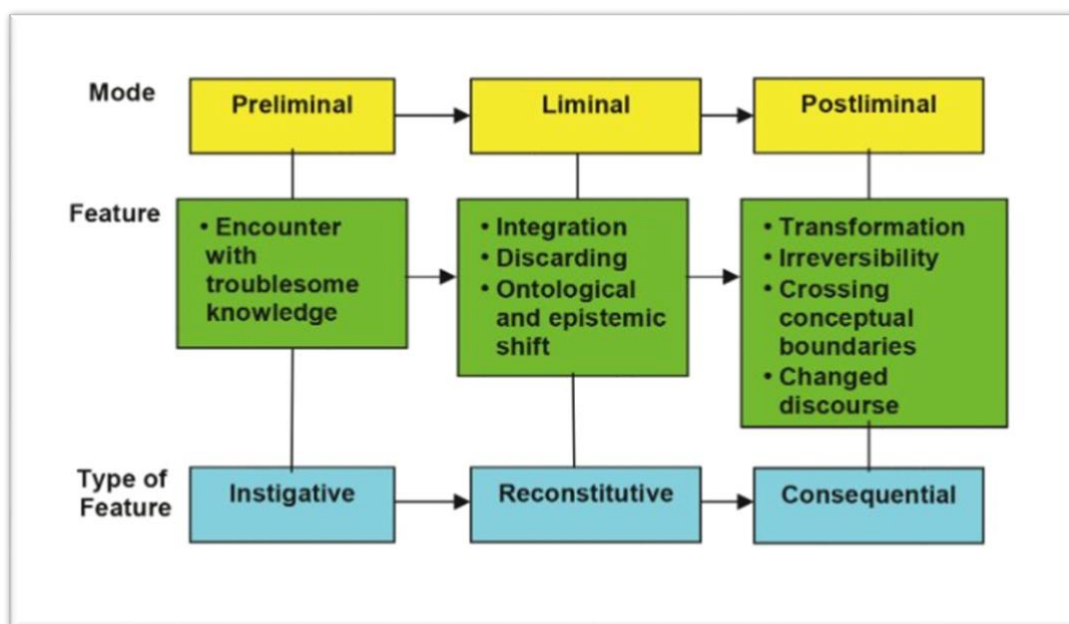 Mode
Preliminal
Liminal
Postliminal
Feature
• Encounter
with
troublesome
knowledge
• Integration
• Discarding
• Ontological
and epistemic
shift
• Transformation
• Irreversibility
• Crossing
conceptual
boundaries
• Changed
discourse
Type of
Feature
Instigative
Reconstitutive
Consequential